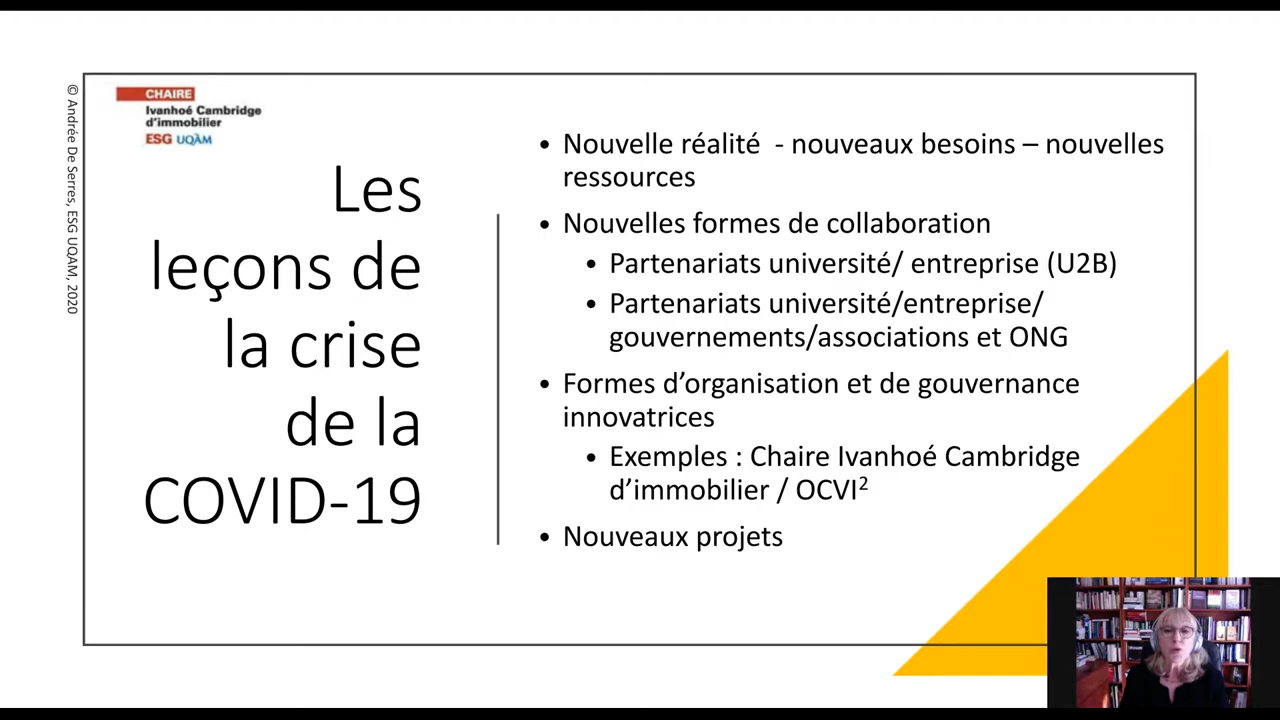 © Andrée De Serres, ESG UQAM, 2020
CHAIRE
Ivanhoé Cambridge
d'immobilier
ESG UQÀM
Les
leçons de
la crise
de la
COVID-19
• Nouvelle réalité - nouveaux besoins – nouvelles
ressources
• Nouvelles formes de collaboration
• Partenariats université/ entreprise (U2B)
• Partenariats université/entreprise/
gouvernements/associations et ONG
• Formes d’organisation et de gouvernance
innovatrices
• Exemples : Chaire Ivanhoé Cambridge
d’immobilier / OCVI²
• Nouveaux projets